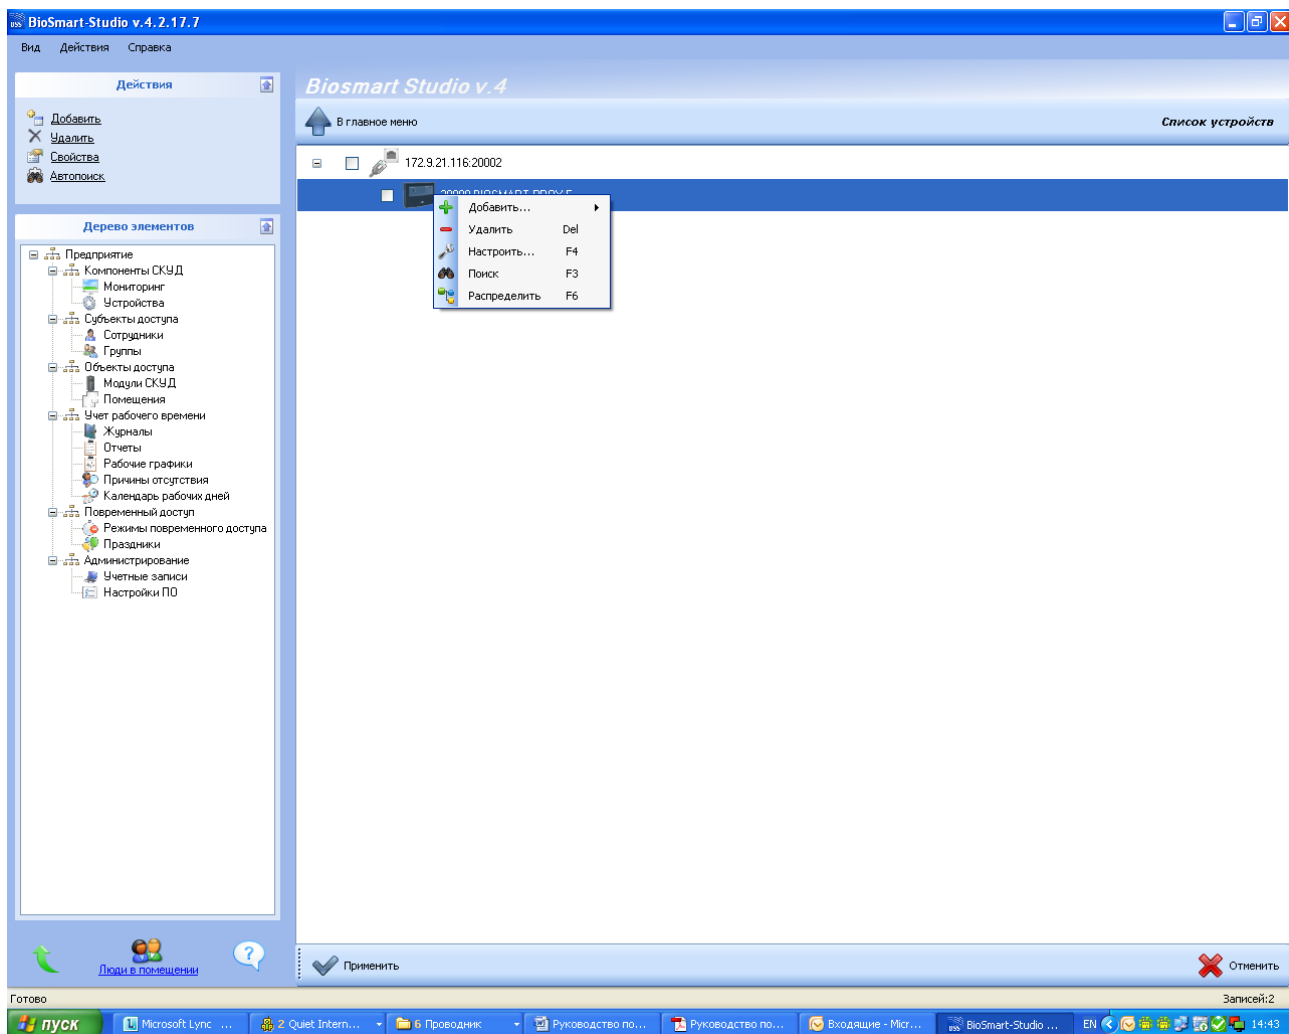 BioSmart-Studio v.4.2.17.7
Вид Действия Справка
Действия
Добавить
Удалить
Свойства
Автопоиск
Дерево элементов
Предприятие
Компоненты СКУД
Мониторинг
Устройства
Субъекты доступа
Сотрудники
Группы
Объекты доступа
Модули СКУД
Помещения
Учет рабочего времени
Журналы
Отчеты
Рабочие графики
Причины отсутствия
Календарь рабочих дней
Повременный доступ
Режимы повременного доступа
Праздники
Администрирование
Учетные записи
Настройки ПО
Люди в помещении
Biosmart Studio v.4
В главное меню Список устройств
172.9.21.116:20002
Добавить...
Удалить Del
Настроить... F4
Поиск F3
Распределить F6
Применить Отменить
Готово Записей:2
пуск Microsoft Lync ... 2 Quiet Intern... 6 Проводник Руководство по... Руководство по... Входящие - Micr... BioSmart-Studio ... EN 14:43